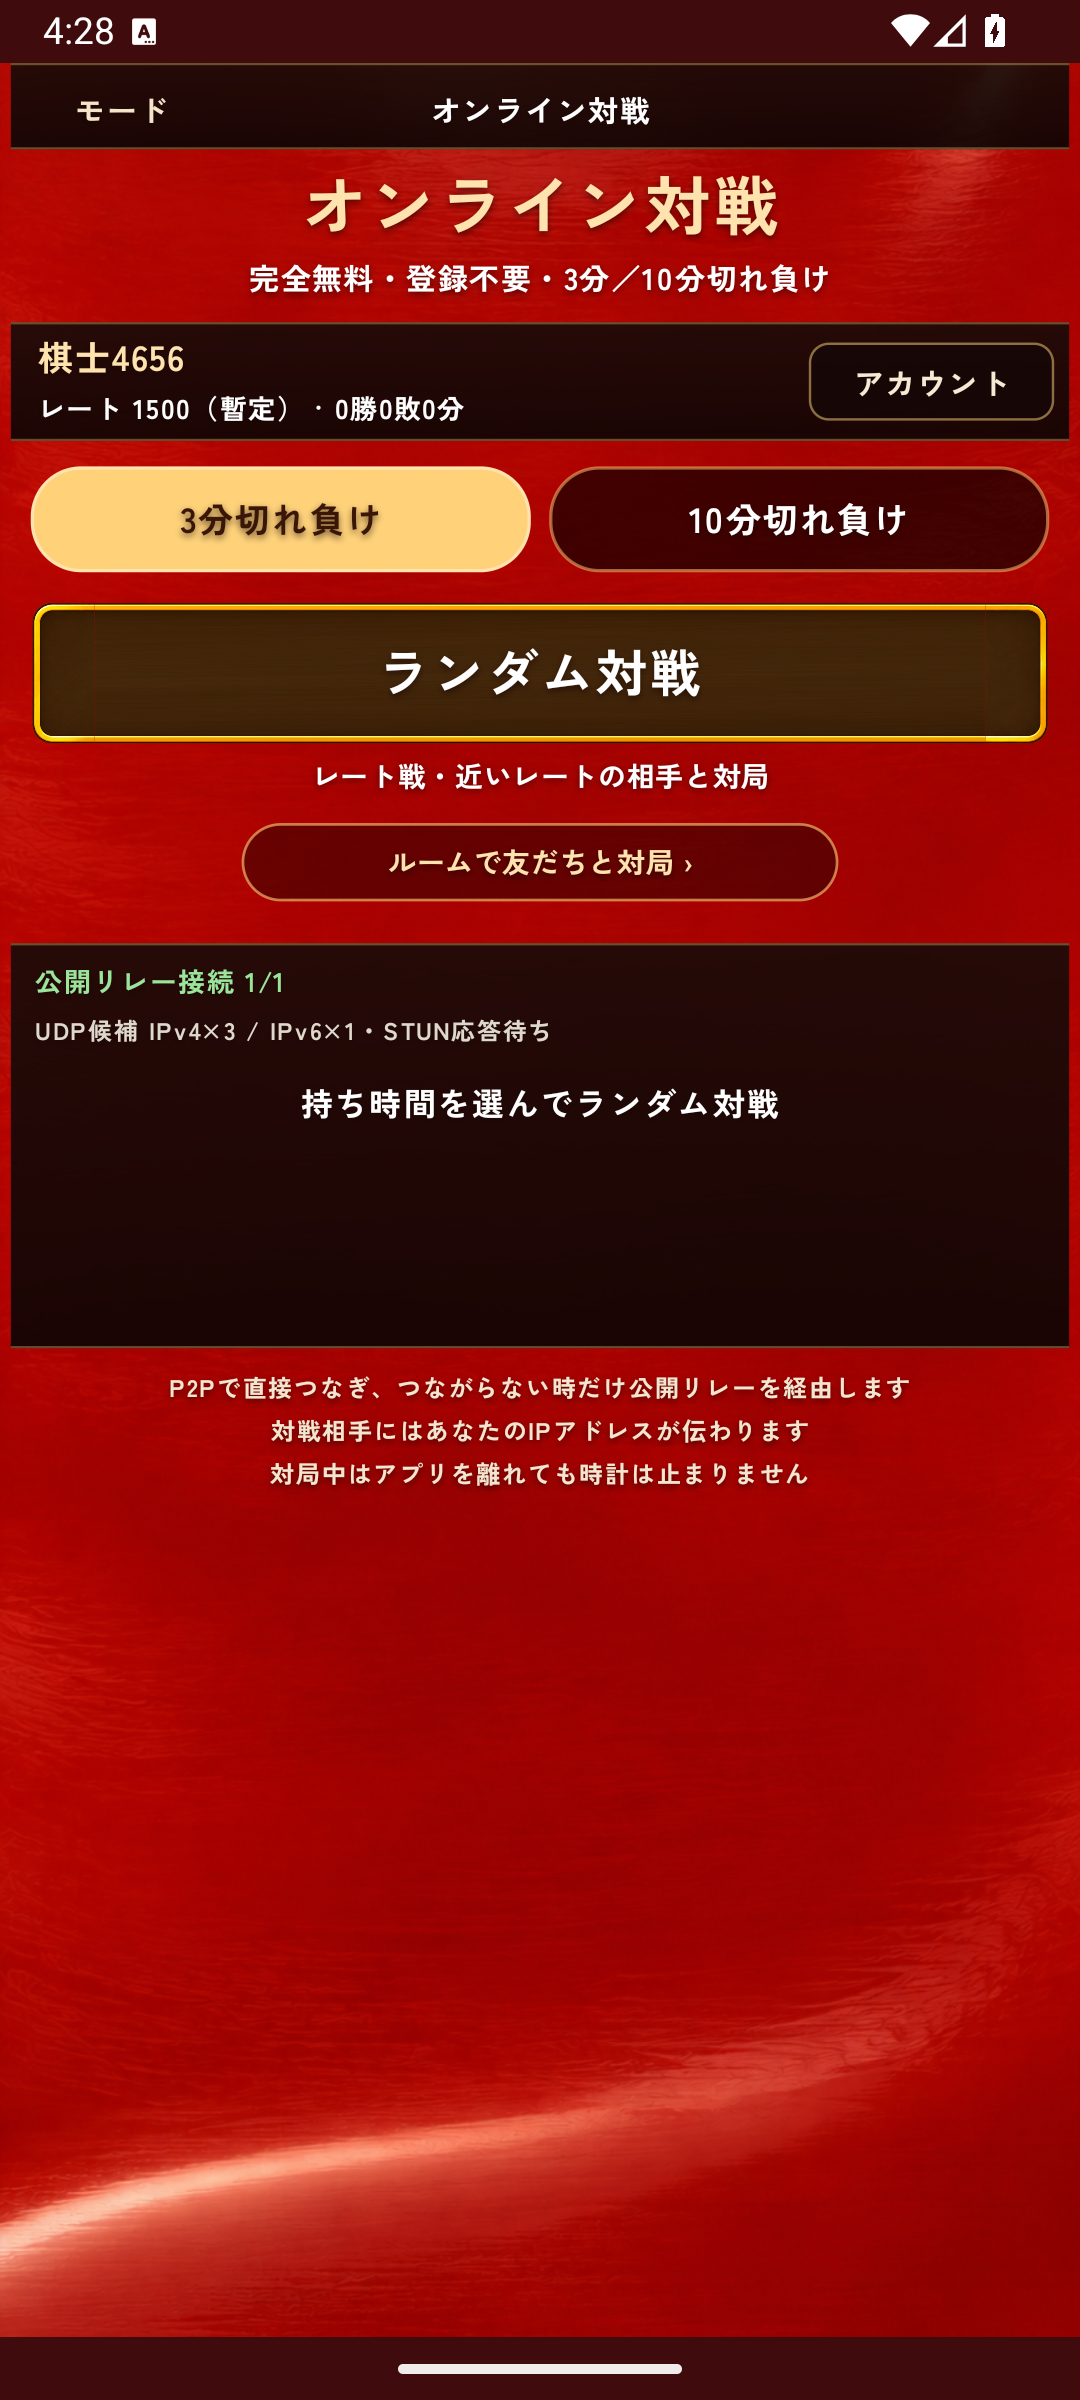 4:28
モード
オンライン対戦
オンライン対戦
完全無料・登録不要・3分／10分切れ負け
棋士4656
レート 1500（暫定） · 0勝0敗0分
アカウント
3分切れ負け
10分切れ負け
ランダム対戦
レート戦・近いレートの相手と対局
ルームで友だちと対局 ›
公開リレー接続 1/1
UDP候補 IPv4×3 / IPv6×1・STUN応答待ち
持ち時間を選んでランダム対戦
P2Pで直接つなぎ、つながらない時だけ公開リレーを経由します
対戦相手にはあなたのIPアドレスが伝わります
対局中はアプリを離れても時計は止まりません